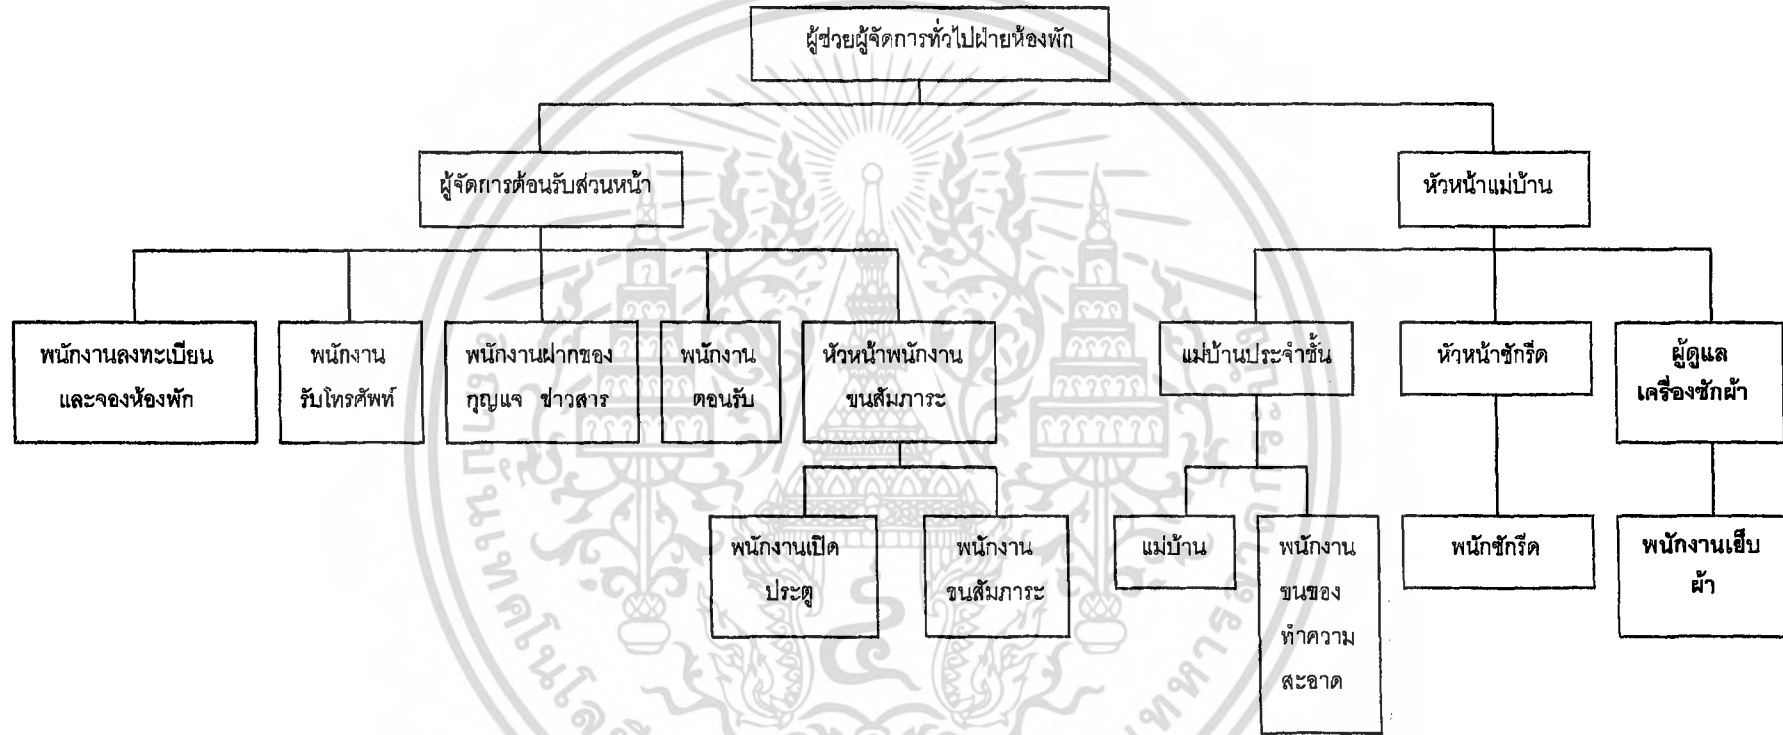 ผู้ช่วยผู้จัดการทั่วไปฝ่ายห้องพัก
ผู้จัดการต้อนรับส่วนหน้า
หัวหน้าแม่บ้าน
พนักงานลงทะเบียน
และจองห้องพัก
พนักงาน
รับโทรศัพท์
พนักงานฝากของ
กุญแจ ข่าวสาร
พนักงาน
ตอนรับ
หัวหน้าพนักงาน
ขนสัมภาระ
แม่บ้านประจำชั้น
หัวหน้าซักรีด
ผู้ดูแล
เครื่องซักผ้า
พนักงานเปิด
ประตู
พนักงาน
ขนสัมภาระ
แม่บ้าน
พนักงาน
ขนของ
ทำความ
สะอาด
พนักซักรีด
พนักงานเย็บ
ผ้า